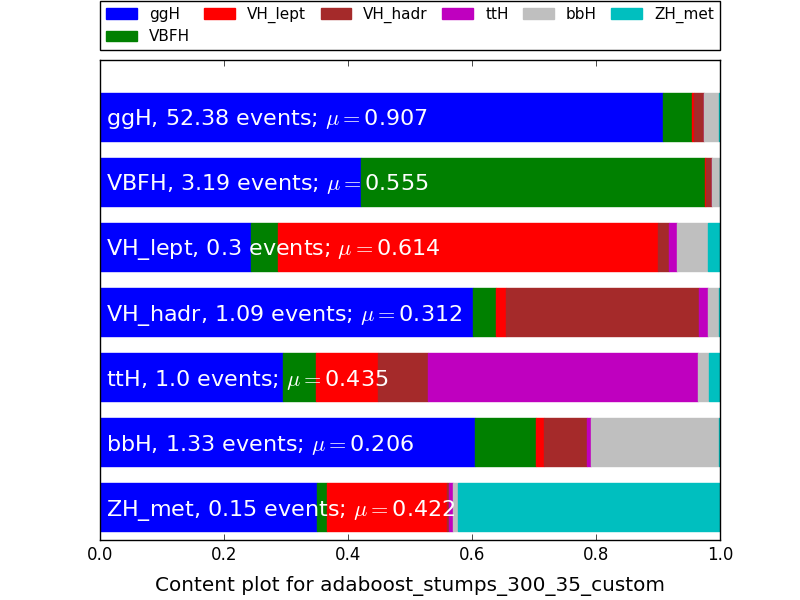 ggH VH_lept VH_hadr ttH bbH ZH_met
VBFH
ggH, 52.38 events; μ = 0.907
VBFH, 3.19 events; μ = 0.555
VH_lept, 0.3 events; μ = 0.614
VH_hadr, 1.09 events; μ = 0.312
ttH, 1.0 events; μ = 0.435
bbH, 1.33 events; μ = 0.206
ZH_met, 0.15 events; μ = 0.422
0.0 0.2 0.4 0.6 0.8 1.0
Content plot for adaboost_stumps_300_35_custom